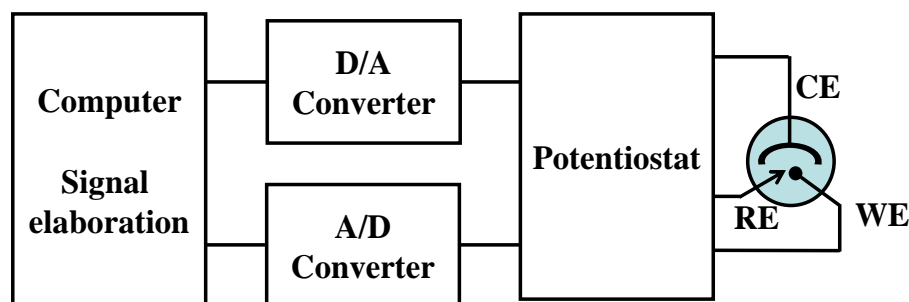 Computer
Signal
elaboration
D/A
Converter
A/D
Converter
Potentiostat
CE
RE
WE